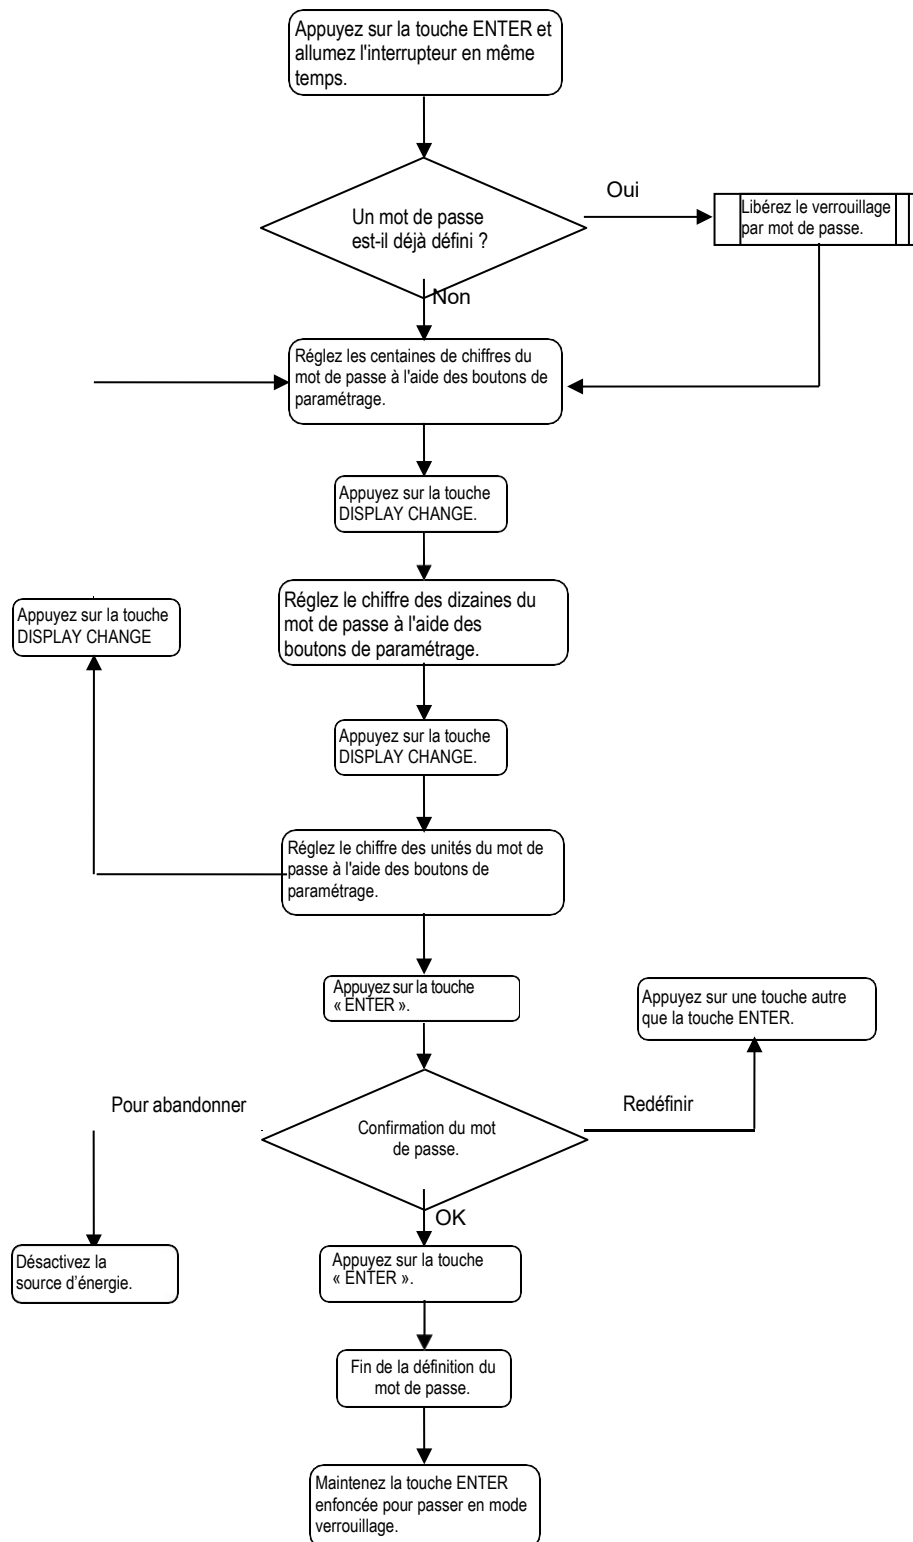 Appuyez sur la touche ENTER et
allumez l'interrupteur en même
temps.
Un mot de passe
est-il déjà défini ?
Oui
Libérez le verrouillage
par mot de passe.
Non
Réglez les centaines de chiffres du
mot de passe à l'aide des boutons de
paramétrage.
Appuyez sur la touche
DISPLAY CHANGE.
Réglez le chiffre des dizaines du
mot de passe à l'aide des
boutons de paramétrage.
Appuyez sur la touche
DISPLAY CHANGE
Appuyez sur la touche
DISPLAY CHANGE.
Réglez le chiffre des unités du mot de
passe à l'aide des boutons de
paramétrage.
Appuyez sur la touche
« ENTER ».
Appuyez sur une touche autre
que la touche ENTER.
Pour abandonner
Redéfinir
Confirmation du mot
de passe.
OK
Désactivez la
source d’énergie.
Appuyez sur la touche
« ENTER ».
Fin de la définition du
mot de passe.
Maintenez la touche ENTER
enfoncée pour passer en mode
verrouillage.